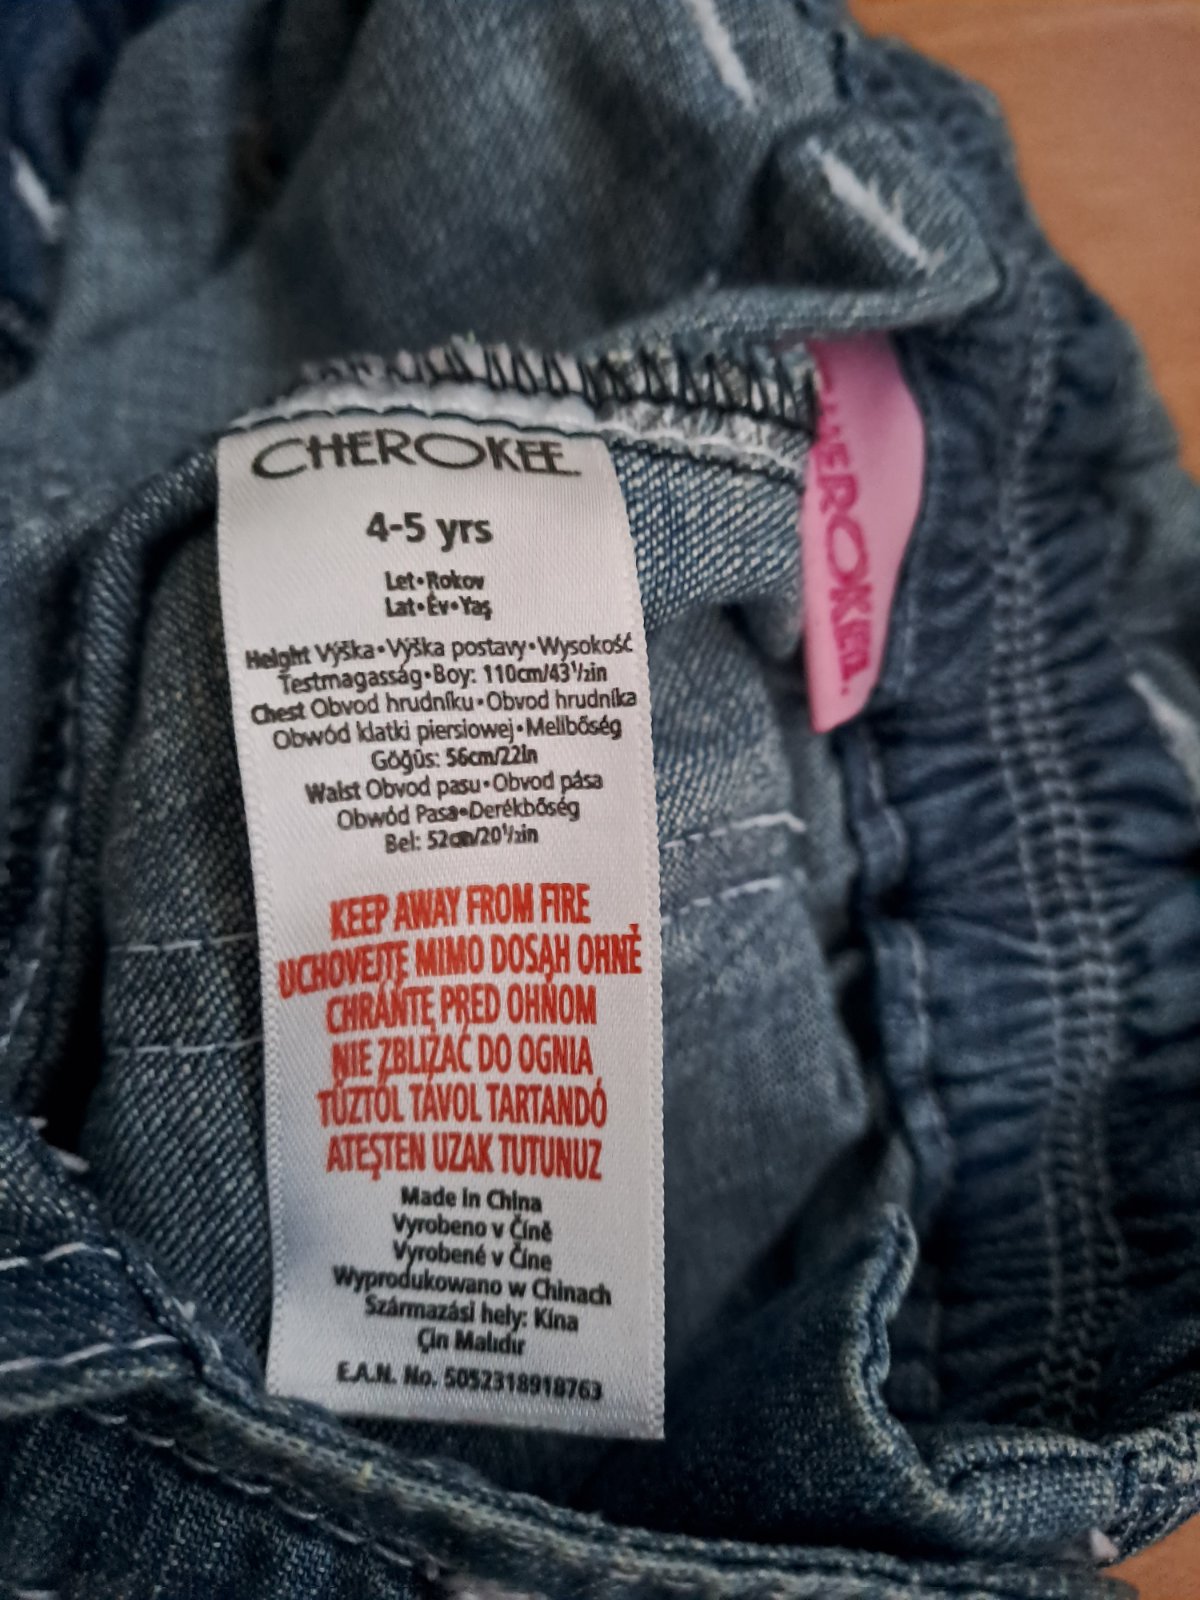 CHEROKEE
4-5 yrs
Let•Rokov
Lat•Év•Yaş
Height Výška•Výška postavy•Wysokość
Testmagasság•Boy: 110cm/43½in
Chest Obvod hrudníku•Obvod hrudníka
Obwód klatki piersiowej•Mellbőség
Göğüs: 56cm/22in
Waist Obvod pasu•Obvod pása
Obwód Pasa•Derékbőség
Bel: 52cm/20½in
KEEP AWAY FROM FIRE
UCHOVEJTE MIMO DOSAH OHNĚ
CHRÁŇTE PRED OHŇOM
NIE ZBLIŻAĆ DO OGNIA
TŰZTŐL TÁVOL TARTANDÓ
ATEŞTEN UZAK TUTUNUZ
Made in China
Vyrobeno v Číně
Vyrobené v Číne
Wyprodukowano w Chinach
Származási hely: Kína
Çin Malıdır
E.A.N. No. 5052318918763
CHEROKEE